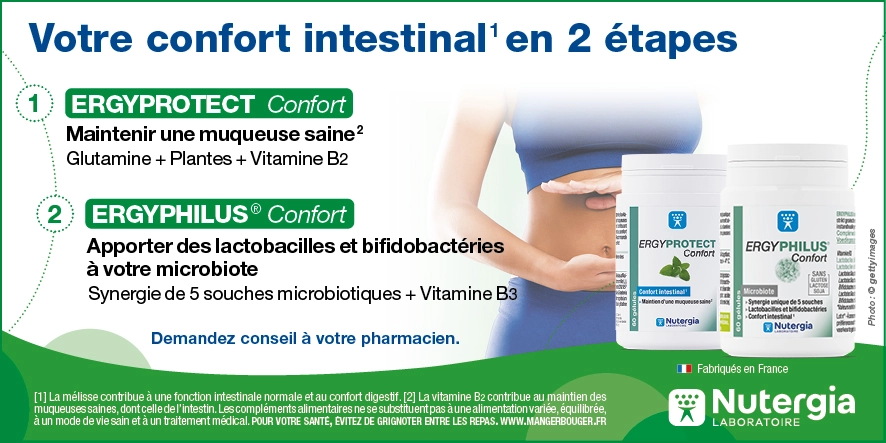 Votre confort intestinal¹ en 2 étapes
1 ERGYPROTECT Confort
Maintenir une muqueuse saine²
Glutamine + Plantes + Vitamine B2
2 ERGYPHILUS® Confort
Apporter des lactobacilles et bifidobactéries
à votre microbiote
Synergie de 5 souches microbiotiques + Vitamine B3
Demandez conseil à votre pharmacien.
ERGYPROTECT
Confort
Confort intestinal¹
Maintien d'une muqueuse saine²
60 gélules
Nutergia
LABORATOIRE
ERGYPHILUS®
Confort
SANS
GLUTEN
LACTOSE
SOJA
Microbiote
Synergie unique de 5 souches
Lactobacilles et bifidobactéries
Confort intestinal¹
60 gélules
Nutergia
LABORATOIRE
Photo : © gettyimages
Fabriqués en France
[1] La mélisse contribue à une fonction intestinale normale et au confort digestif. [2] La vitamine B2 contribue au maintien des
muqueuses saines, dont celle de l'intestin. Les compléments alimentaires ne se substituent pas à une alimentation variée, équilibrée,
à un mode de vie sain et à un traitement médical. POUR VOTRE SANTÉ, ÉVITEZ DE GRIGNOTER ENTRE LES REPAS. WWW.MANGERBOUGER.FR
Nutergia
LABORATOIRE